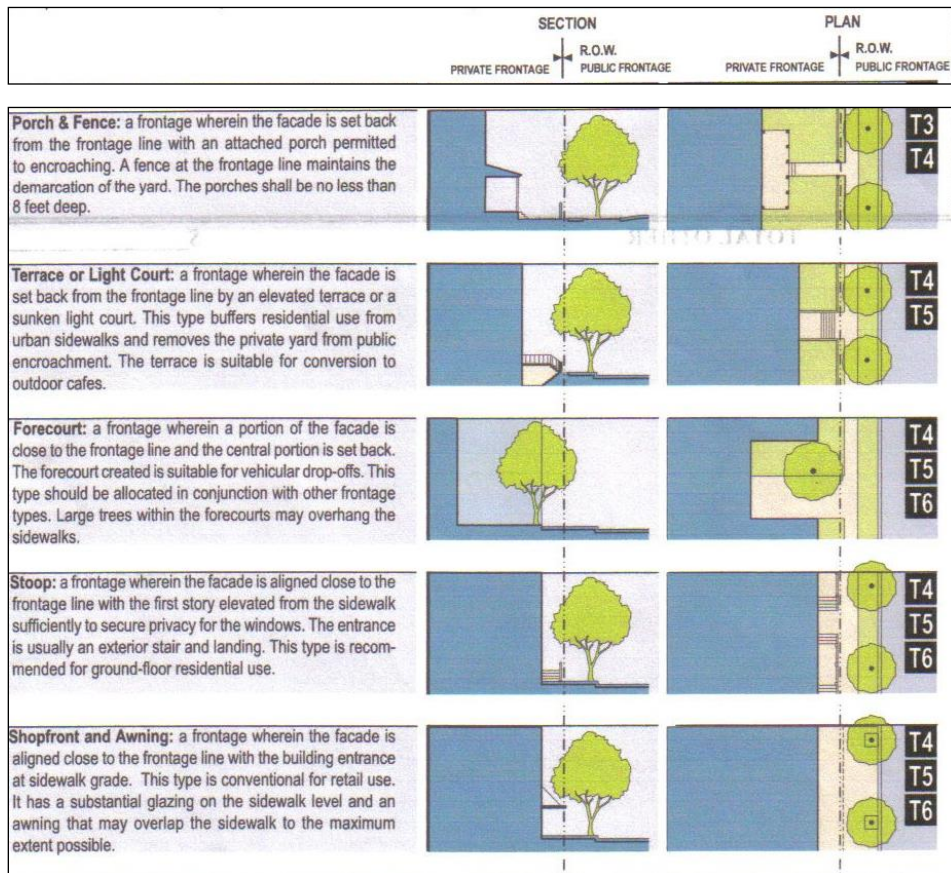 SECTION
PLAN
R.O.W.
PRIVATE FRONTAGE
PUBLIC FRONTAGE
R.O.W.
PRIVATE FRONTAGE
PUBLIC FRONTAGE
Porch & Fence: a frontage wherein the facade is set back
from the frontage line with an attached porch permitted
to encroaching. A fence at the frontage line maintains the
demarcation of the yard. The porches shall be no less than
8 feet deep.
T3
T4
TOTAL OTHER
Terrace or Light Court: a frontage wherein the facade is
set back from the frontage line by an elevated terrace or a
sunken light court. This type buffers residential use from
urban sidewalks and removes the private yard from public
encroachment. The terrace is suitable for conversion to
outdoor cafes.
T4
T5
Forecourt: a frontage wherein a portion of the facade is
close to the frontage line and the central portion is set back.
The forecourt created is suitable for vehicular drop-offs. This
type should be allocated in conjunction with other frontage
types. Large trees within the forecourts may overhang the
sidewalks.
T4
T5
T6
Stoop: a frontage wherein the facade is aligned close to the
frontage line with the first story elevated from the sidewalk
sufficiently to secure privacy for the windows. The entrance
is usually an exterior stair and landing. This type is recom-
mended for ground-floor residential use.
T4
T5
T6
Shopfront and Awning: a frontage wherein the facade is
aligned close to the frontage line with the building entrance
at sidewalk grade. This type is conventional for retail use.
It has a substantial glazing on the sidewalk level and an
awning that may overlap the sidewalk to the maximum
extent possible.
T4
T5
T6